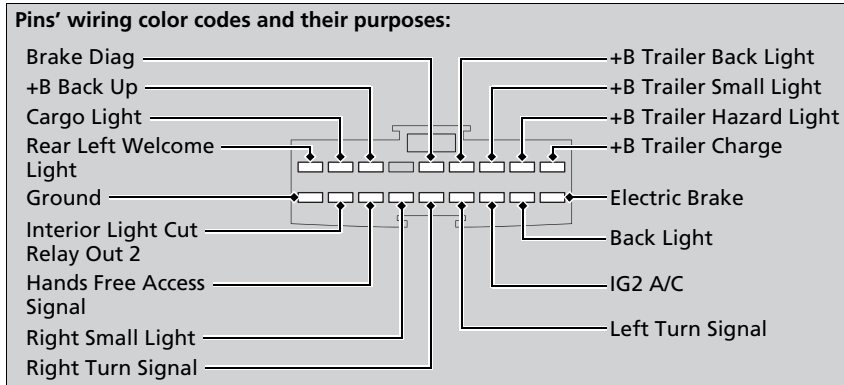 Pins’ wiring color codes and their purposes:
Brake Diag
+B Back Up
Cargo Light
Rear Left Welcome
Light
Ground
Interior Light Cut
Relay Out 2
Hands Free Access
Signal
Right Small Light
Right Turn Signal
+B Trailer Back Light
+B Trailer Small Light
+B Trailer Hazard Light
+B Trailer Charge
Electric Brake
Back Light
IG2 A/C
Left Turn Signal